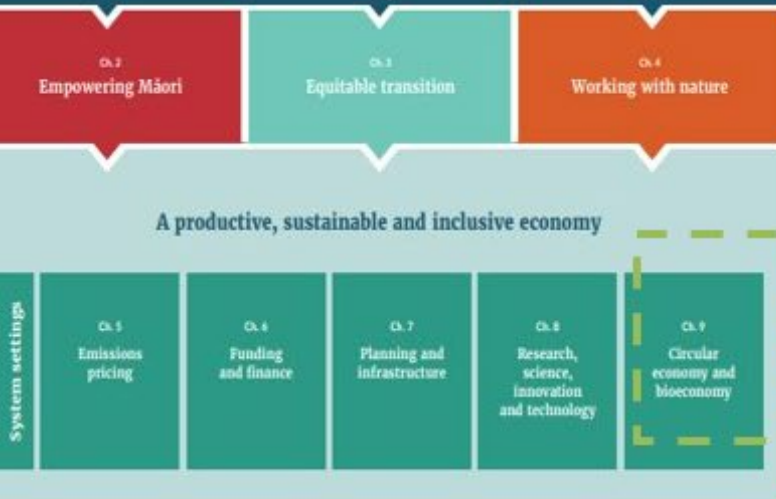 Ch. 2
Empowering Māori
Ch. 3
Equitable transition
Ch. 4
Working with nature
A productive, sustainable and inclusive economy
System settings
Ch. 5
Emissions
pricing
Ch. 6
Funding
and finance
Ch. 7
Planning and
infrastructure
Ch. 8
Research,
science,
innovation
and technology
Ch. 9
Circular
economy and
bioeconomy